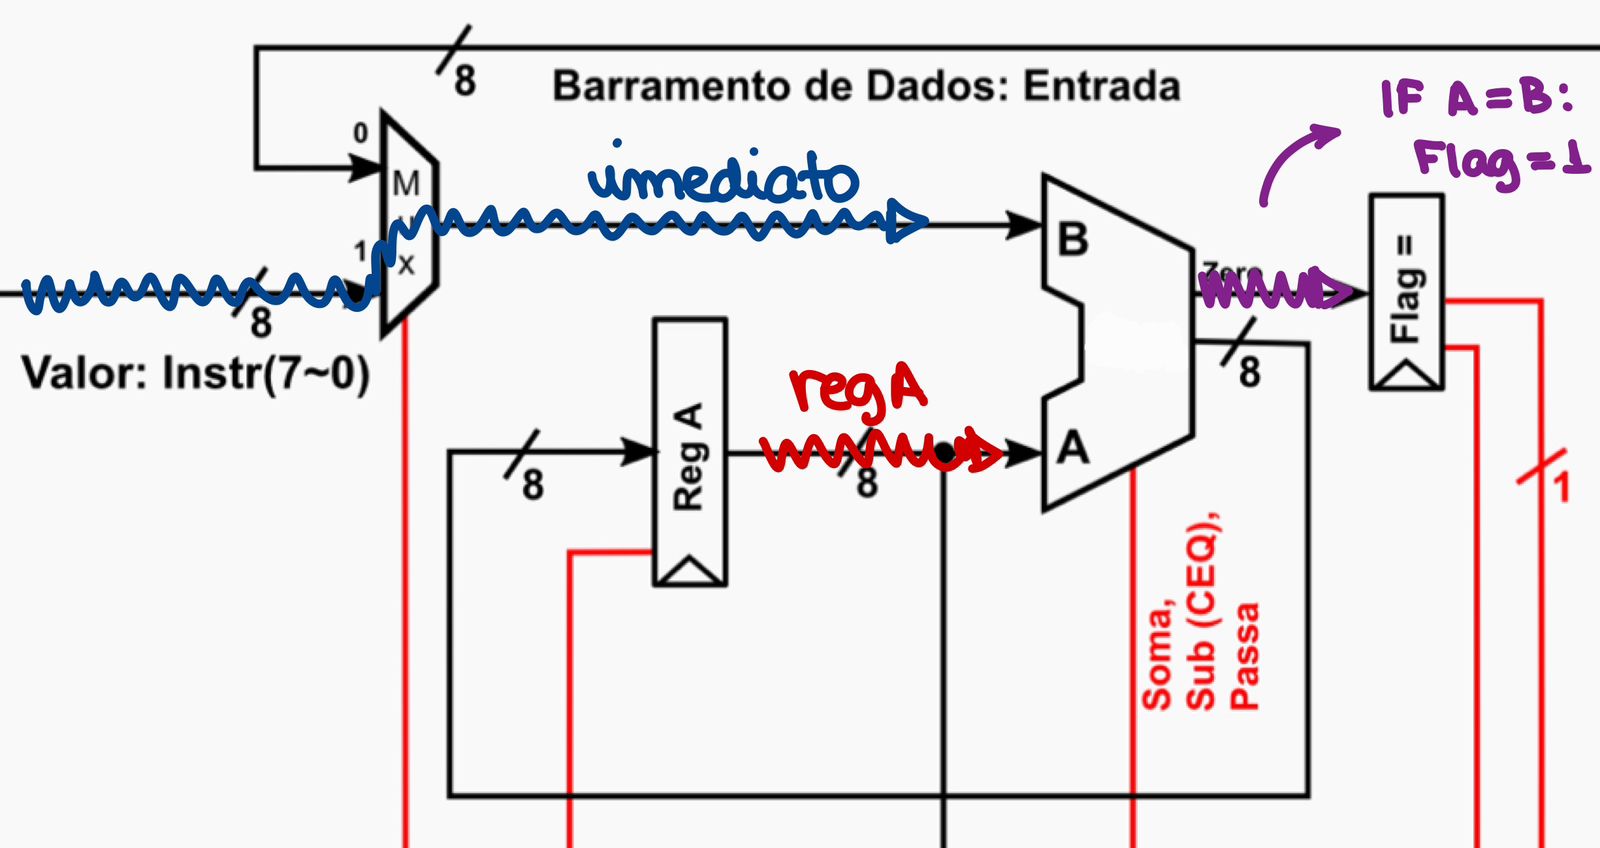 8
Barramento de Dados: Entrada
IF A=B:
Flag=1
0
M
u
x
1
imediato
B
Zero
Flag =
8
Valor: Instr(7~0)
8
regA
Reg A
8
8
A
1
Soma,
Sub (CEQ),
Passa